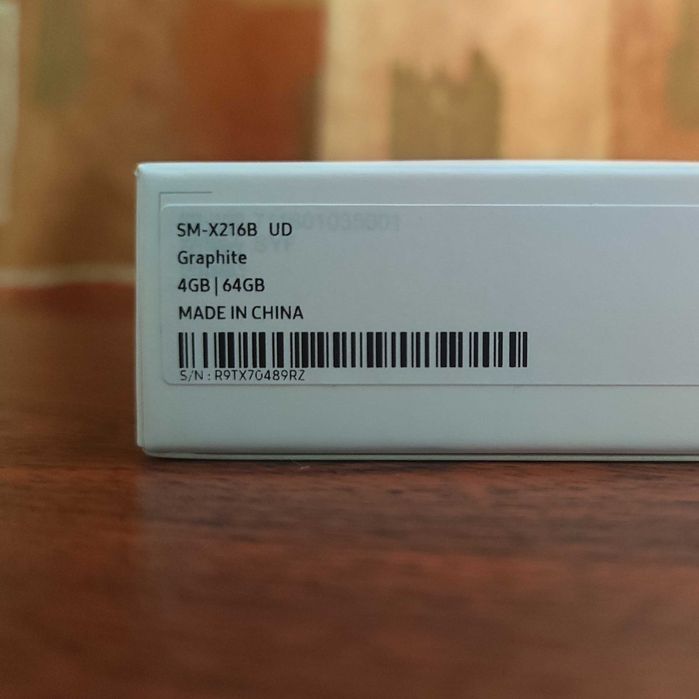 SM-X216B UD
Graphite
4GB | 64GB
MADE IN CHINA
S/N : R9TX70489RZ